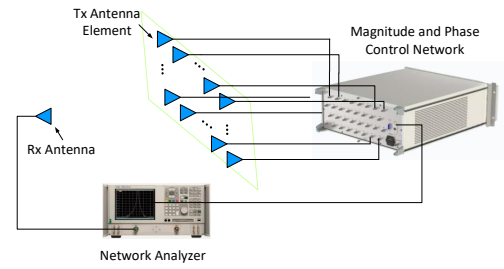 Tx Antenna
Element
Magnitude and Phase
Control Network
Rx Antenna
Network Analyzer